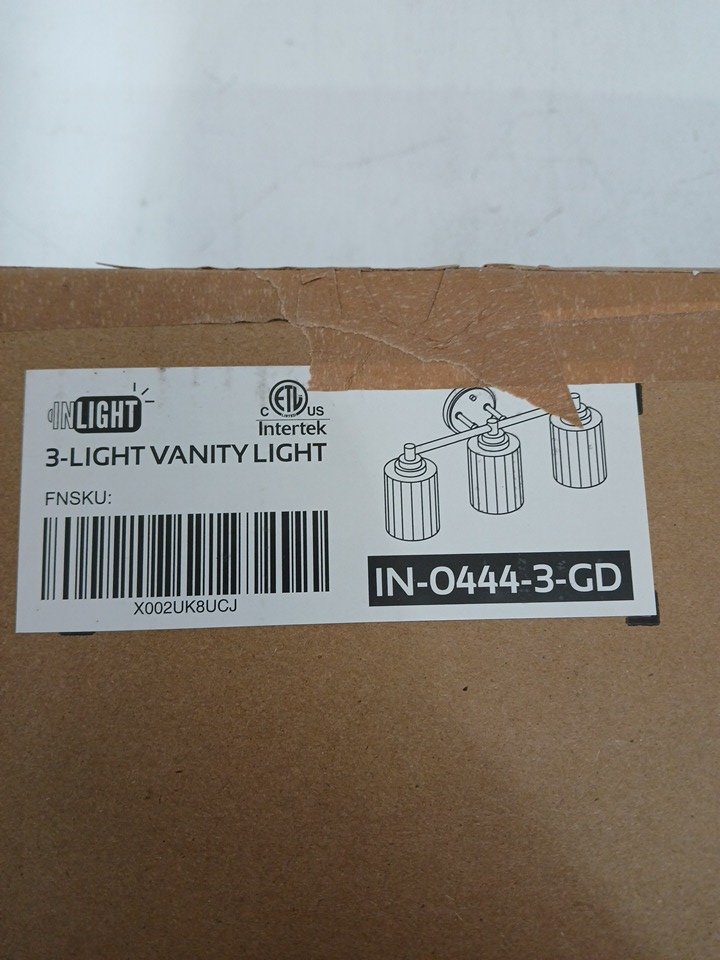 INLIGHT
C ETL US
Intertek
3-LIGHT VANITY LIGHT
FNSKU:
X002UK8UCJ
IN-0444-3-GD